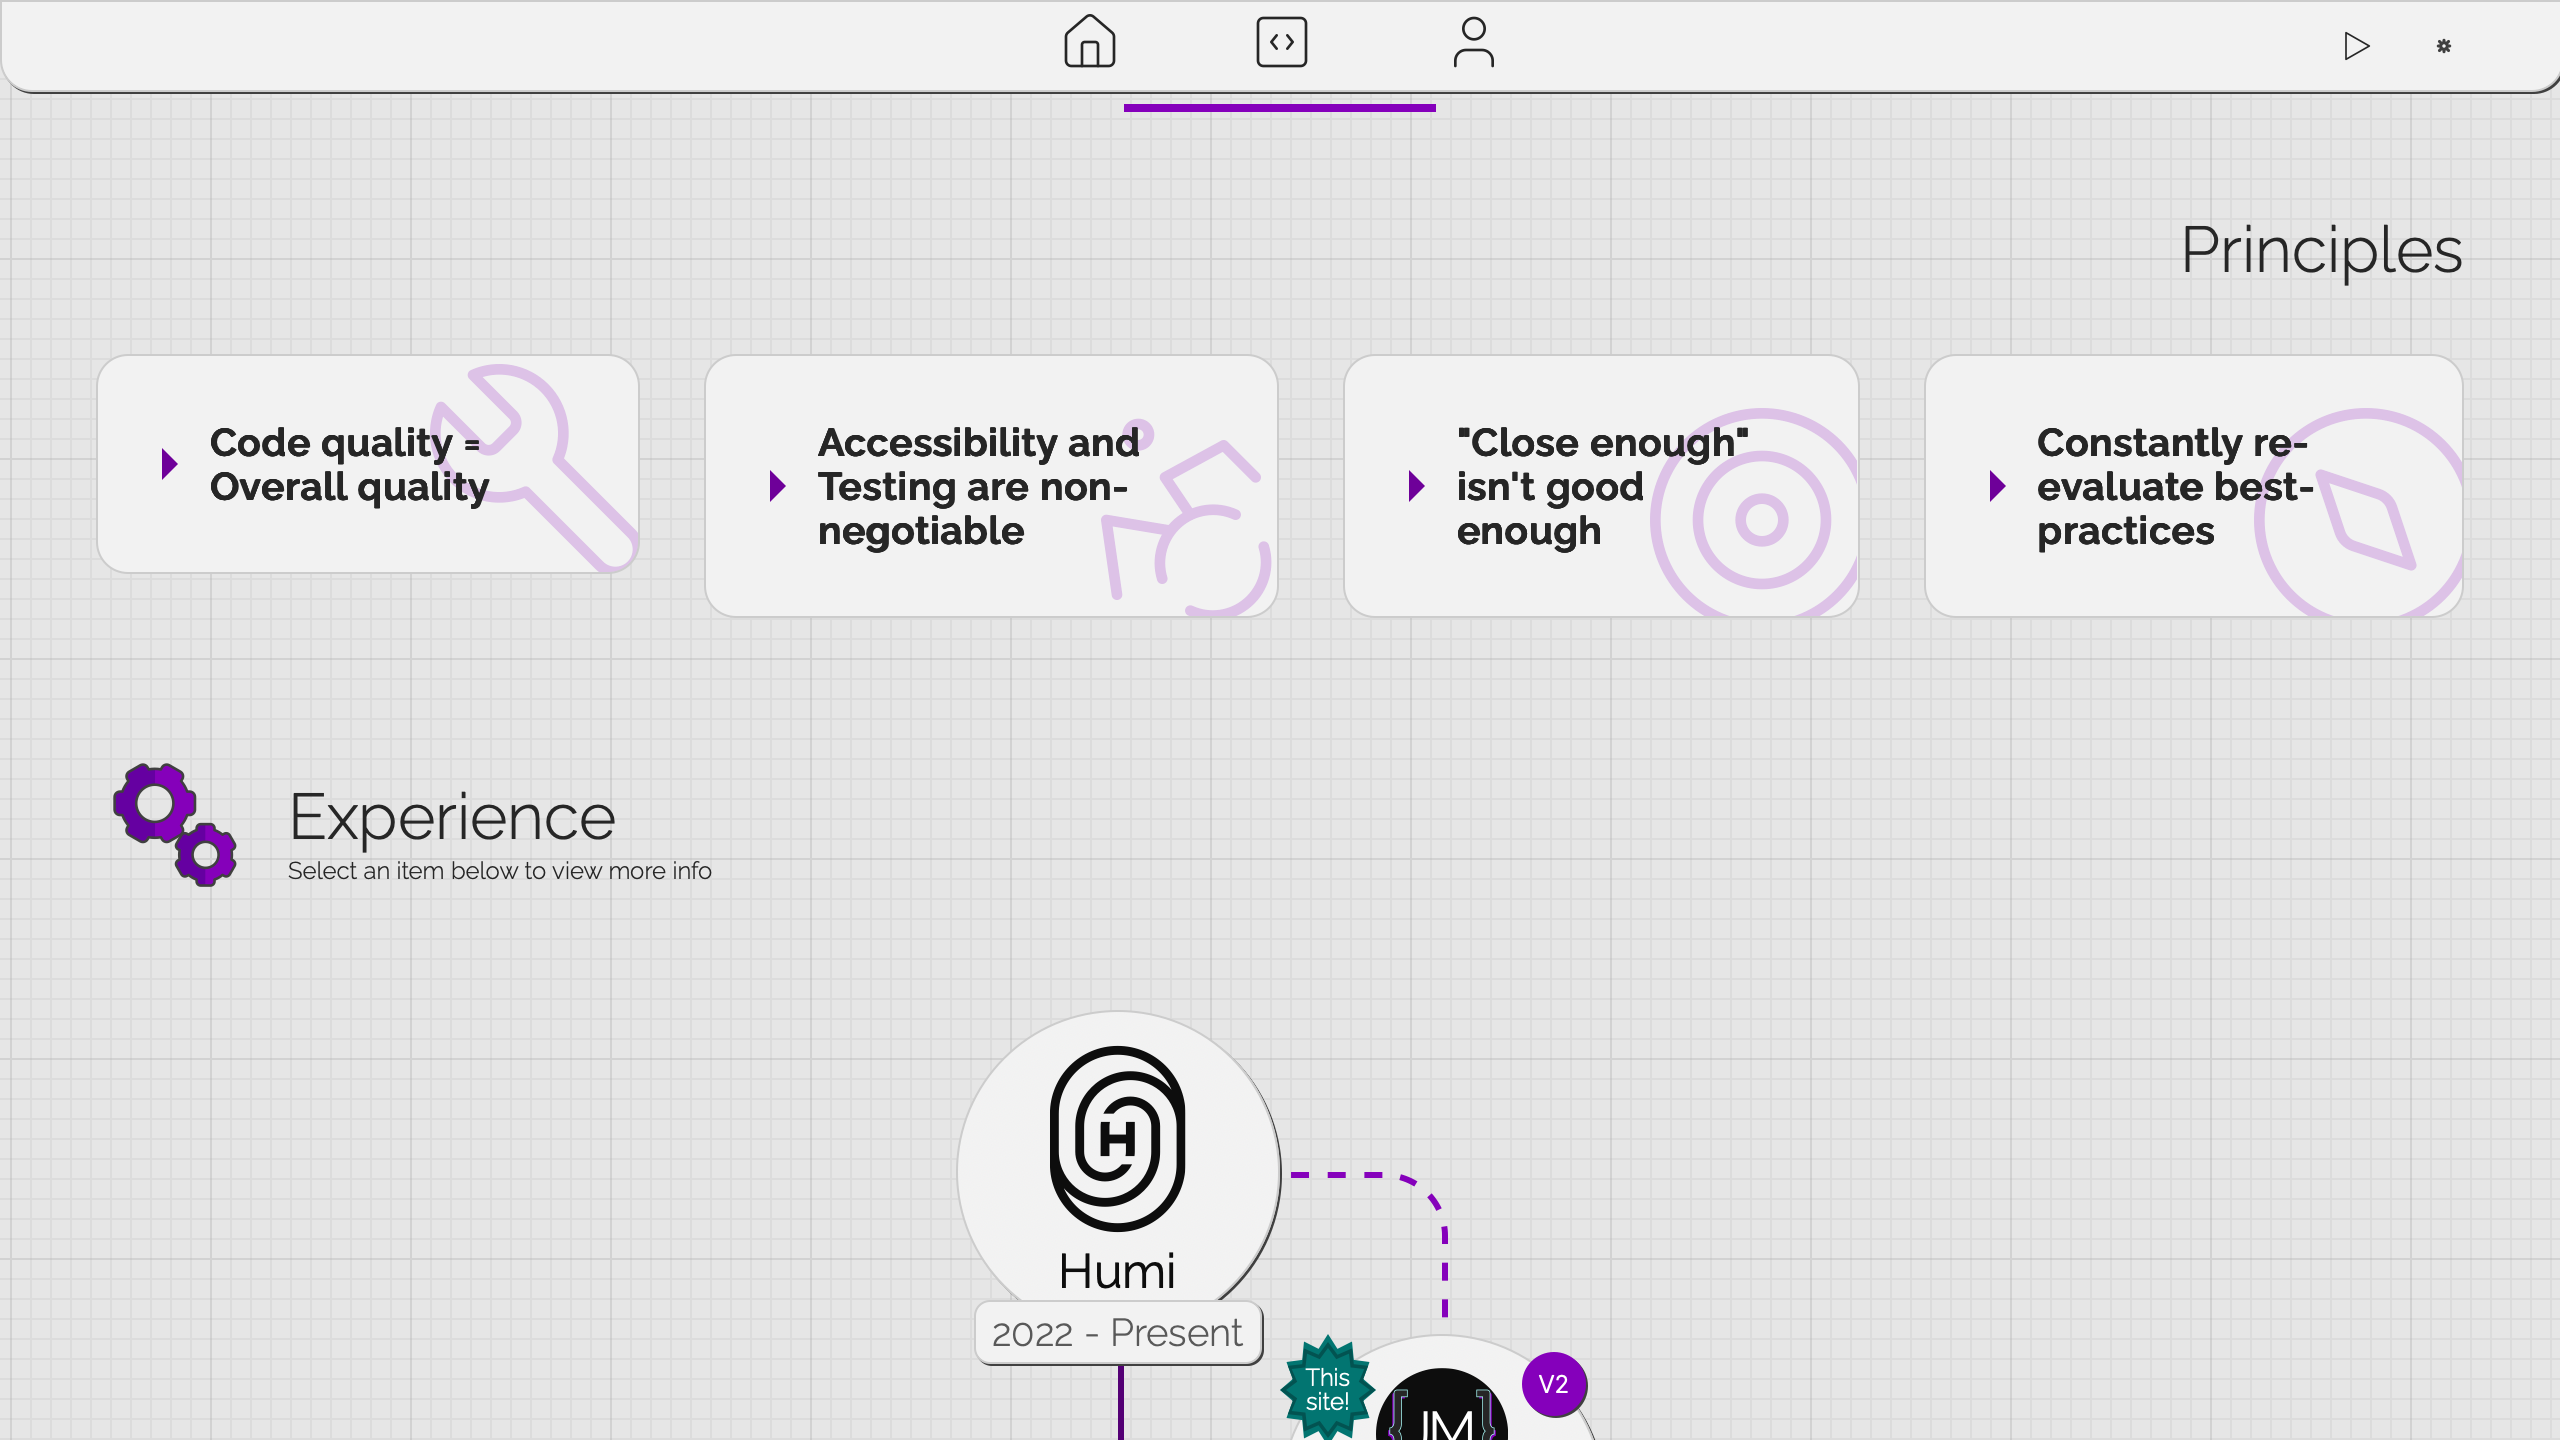 Principles
Code quality =
Overall quality
Accessibility and
Testing are non-
negotiable
"Close enough"
isn't good
enough
Constantly re-
evaluate best-
practices
Experience
Select an item below to view more info
H
Humi
2022 - Present
This
site!
V2
{JM}